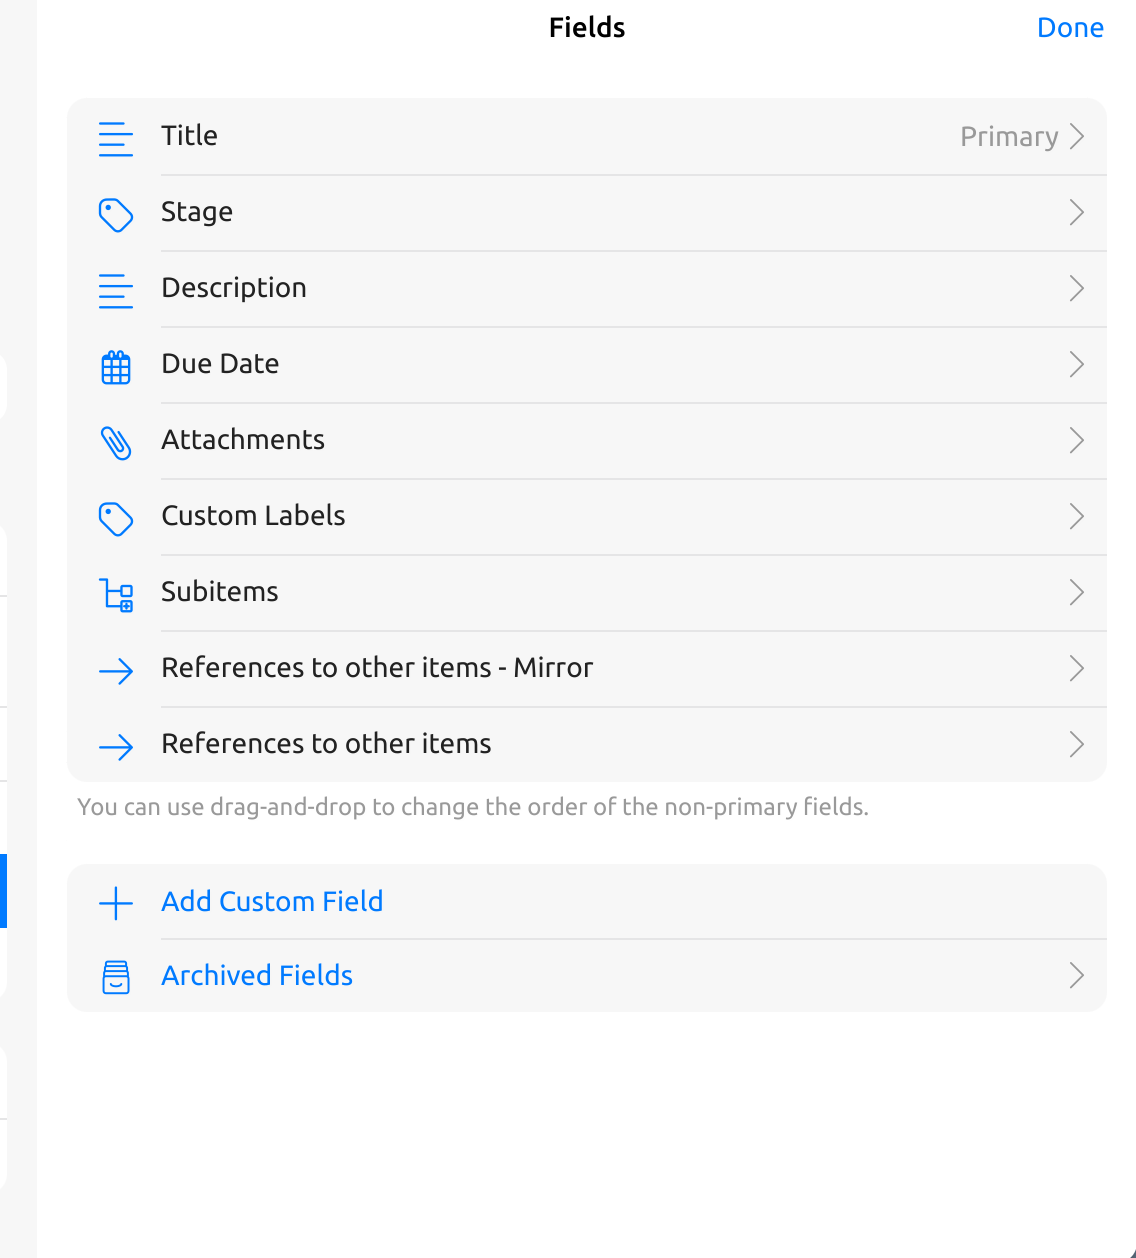 Fields
Done
Title
Primary
Stage
Description
Due Date
Attachments
Custom Labels
Subitems
References to other items - Mirror
References to other items
You can use drag-and-drop to change the order of the non-primary fields.
Add Custom Field
Archived Fields